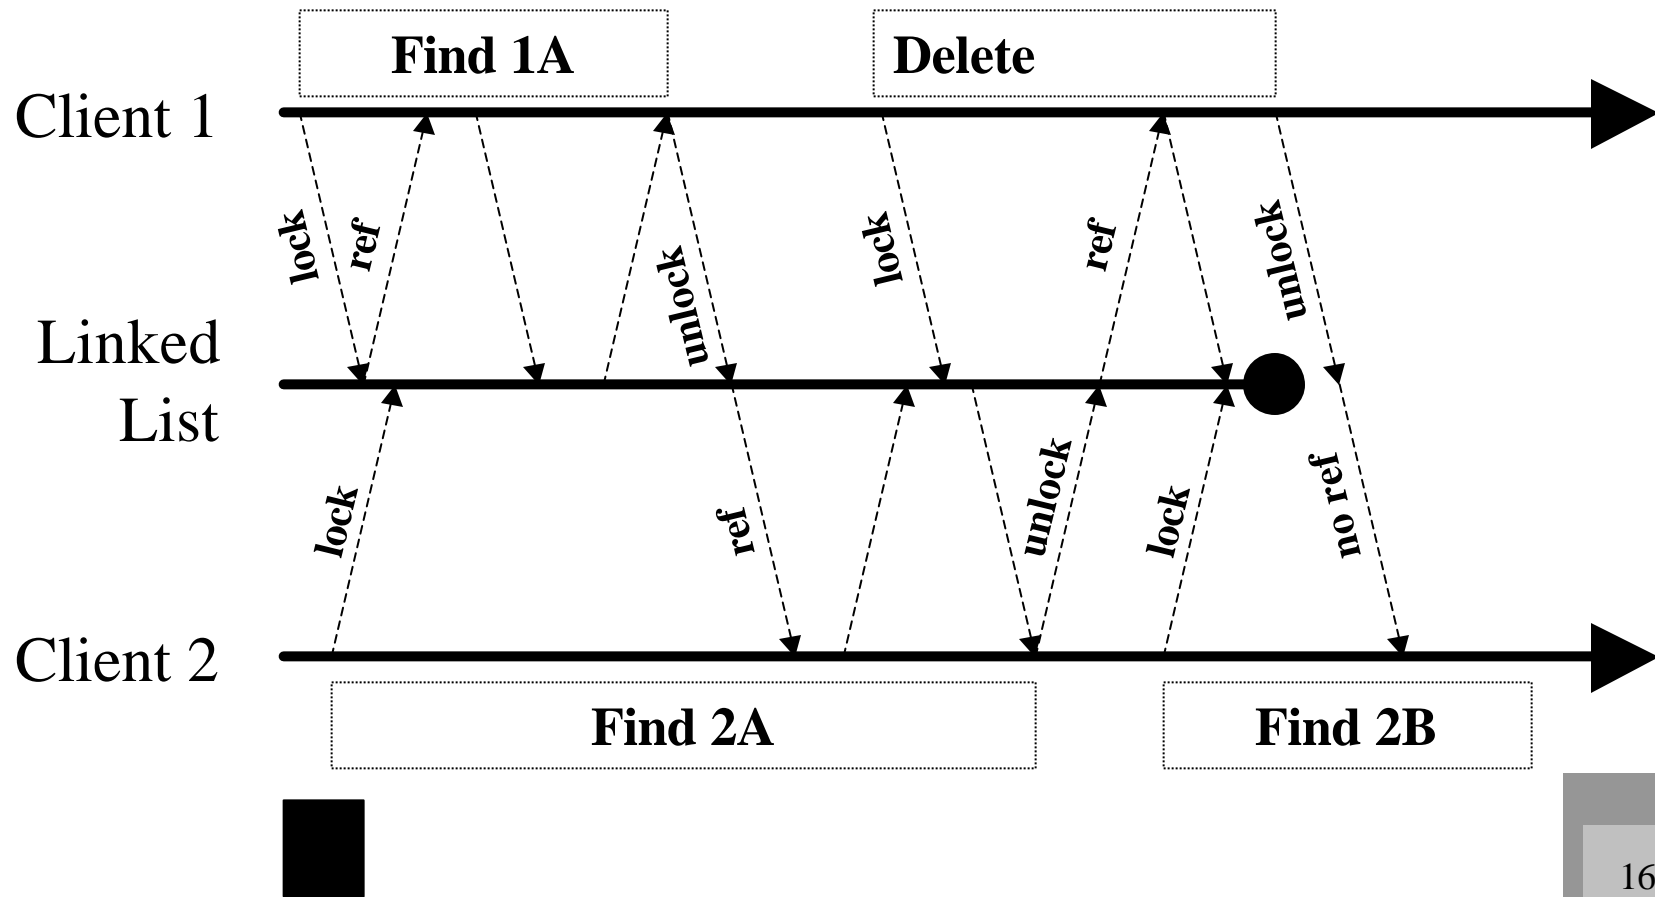 Find 1A
Delete
Client 1
lock
ref
unlock
lock
ref
unlock
Linked
List
lock
ref
unlock
lock
no ref
Client 2
Find 2A
Find 2B
16